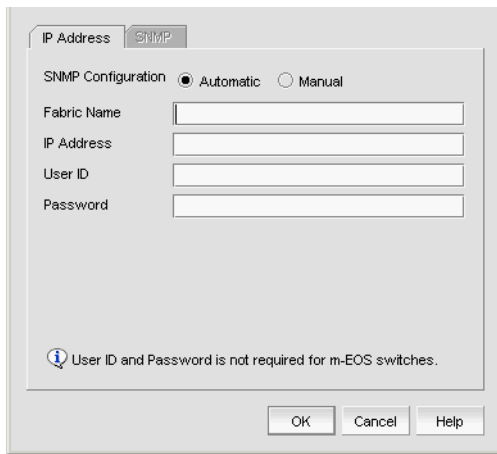 IP Address SNMP
SNMP Configuration Automatic Manual
Fabric Name
IP Address
User ID
Password
User ID and Password is not required for m-EOS switches.
OK Cancel Help